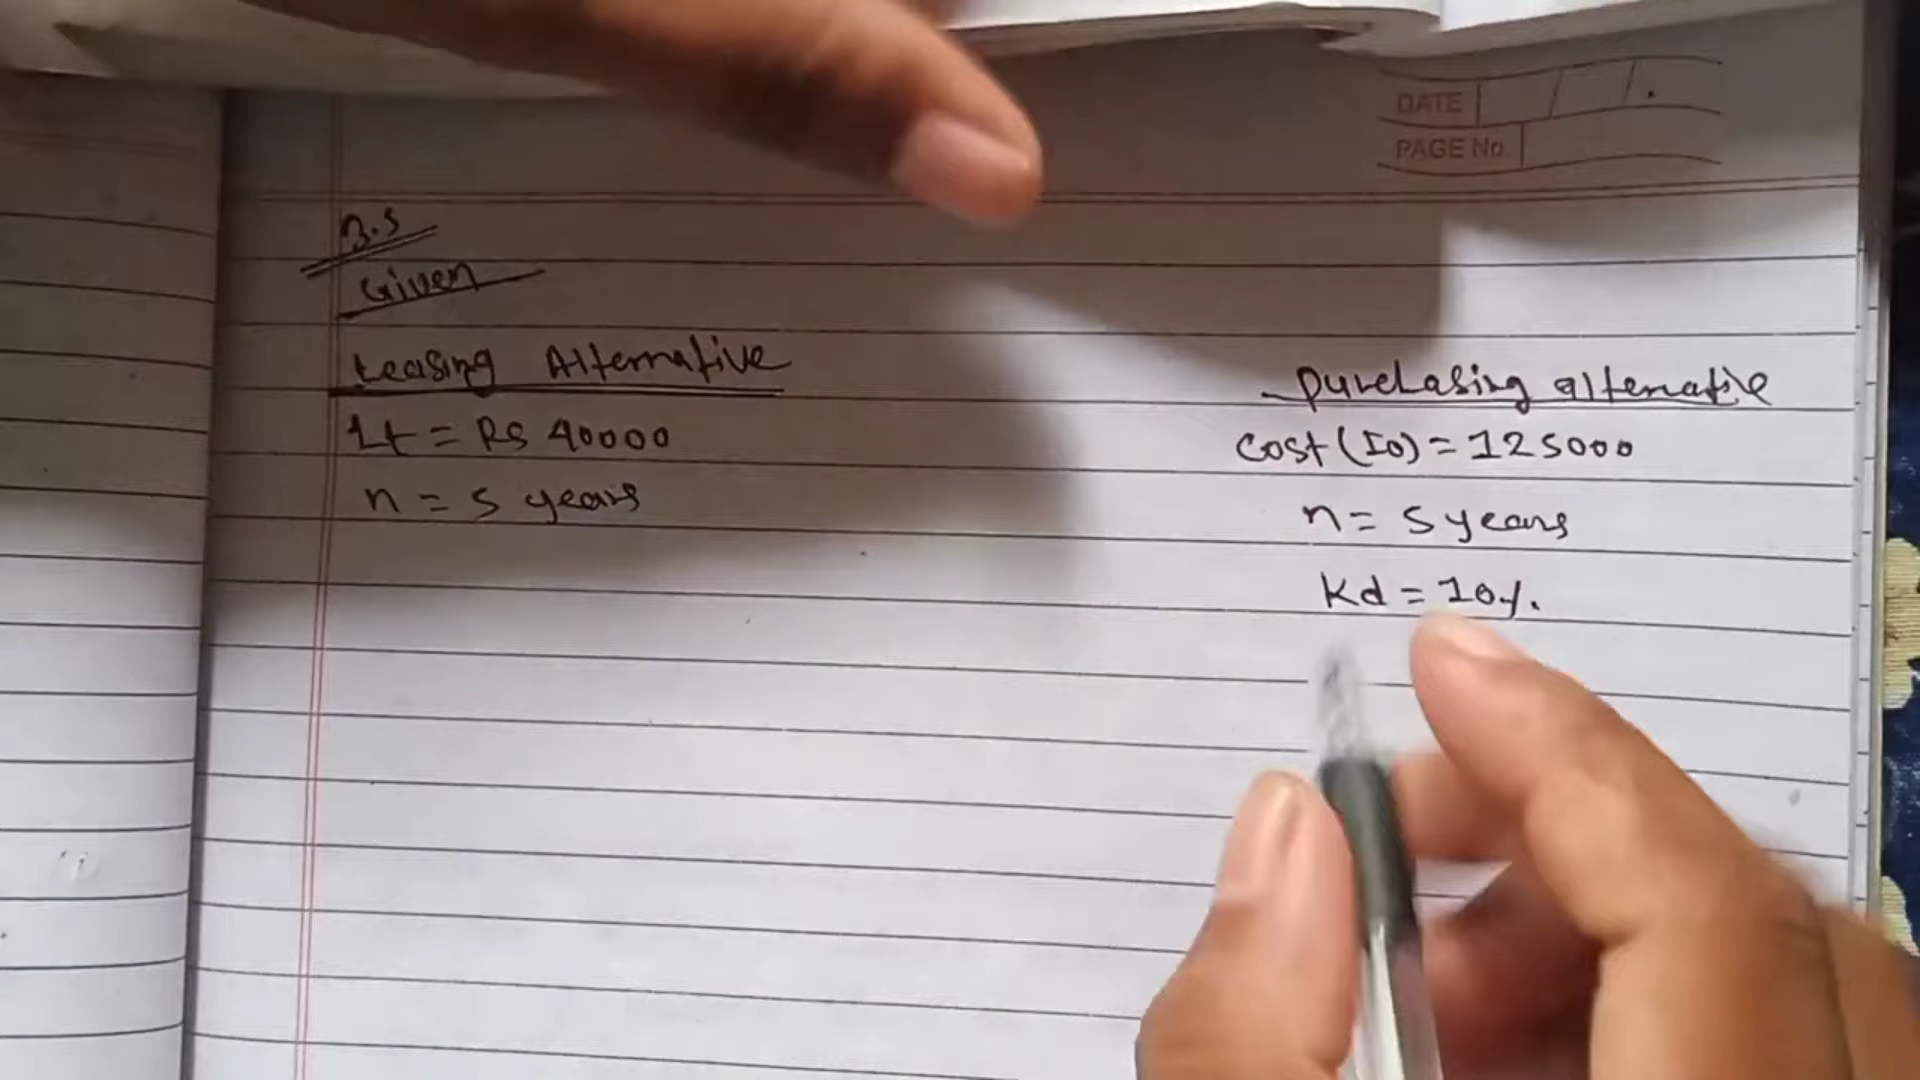 DATE
PAGE No.
3.5
Given
Leasing Alternative
Lt = Rs 40000
n = 5 years
purchasing alternative
Cost (I0) = 125000
n = 5 years
Kd = 10%.